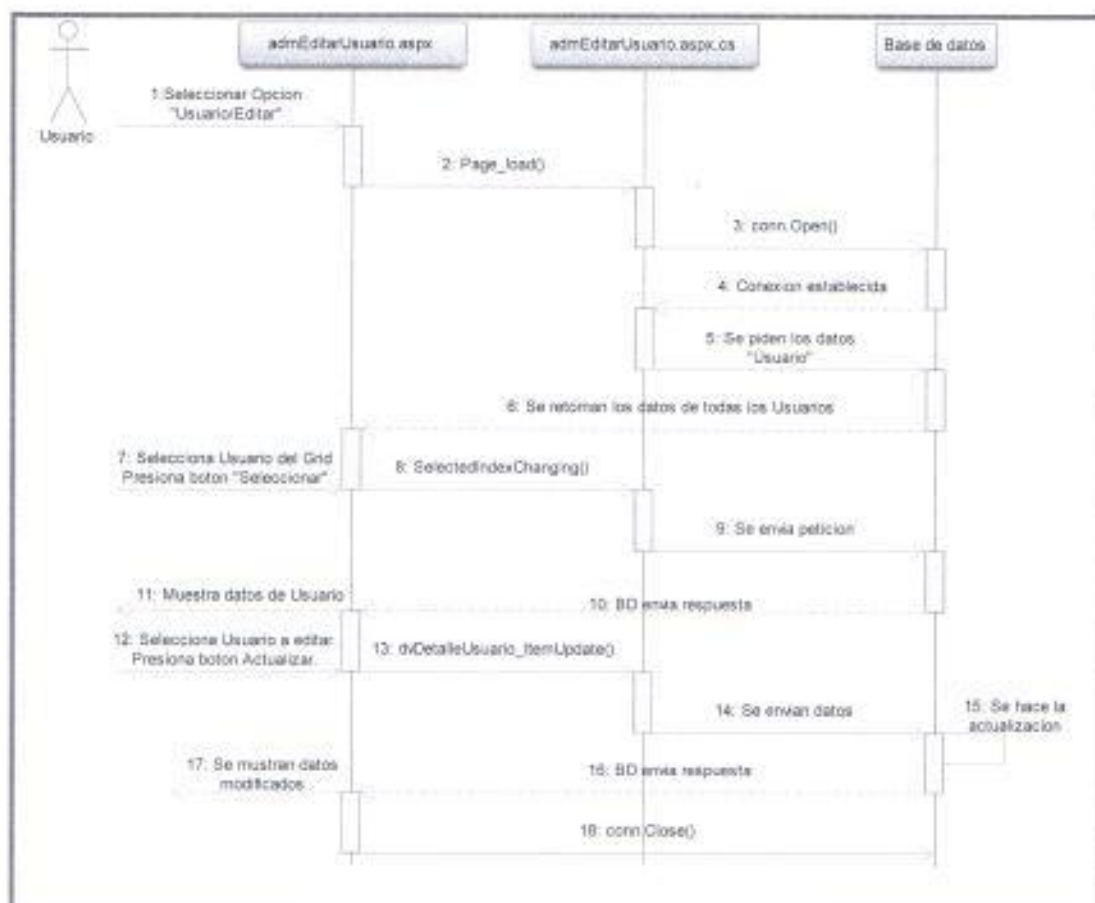 admEditarUsuario.aspx
admEditarUsuario.aspx.cs
Base de datos
Usuario
1:Seleccionar Opcion
"Usuario/Editar"
2: Page_load()
3: conn.Open()
4: Conexion establecida
5: Se piden los datos
"Usuario"
6: Se retornan los datos de todas los Usuarios
7: Selecciona Usuario del Grid
Presiona boton "Seleccionar"
8: SelectedIndexChanging()
9: Se envia peticion
11: Muestra datos de Usuario
10: BD envia respuesta
12: Selecciona Usuario a editar
Presiona boton Actualizar.
13: dvDetalleUsuario_ItemUpdate()
14: Se envian datos
15: Se hace la
actualizacion
17: Se mustran datos
modificados
16: BD envia respuesta
18: conn.Close()